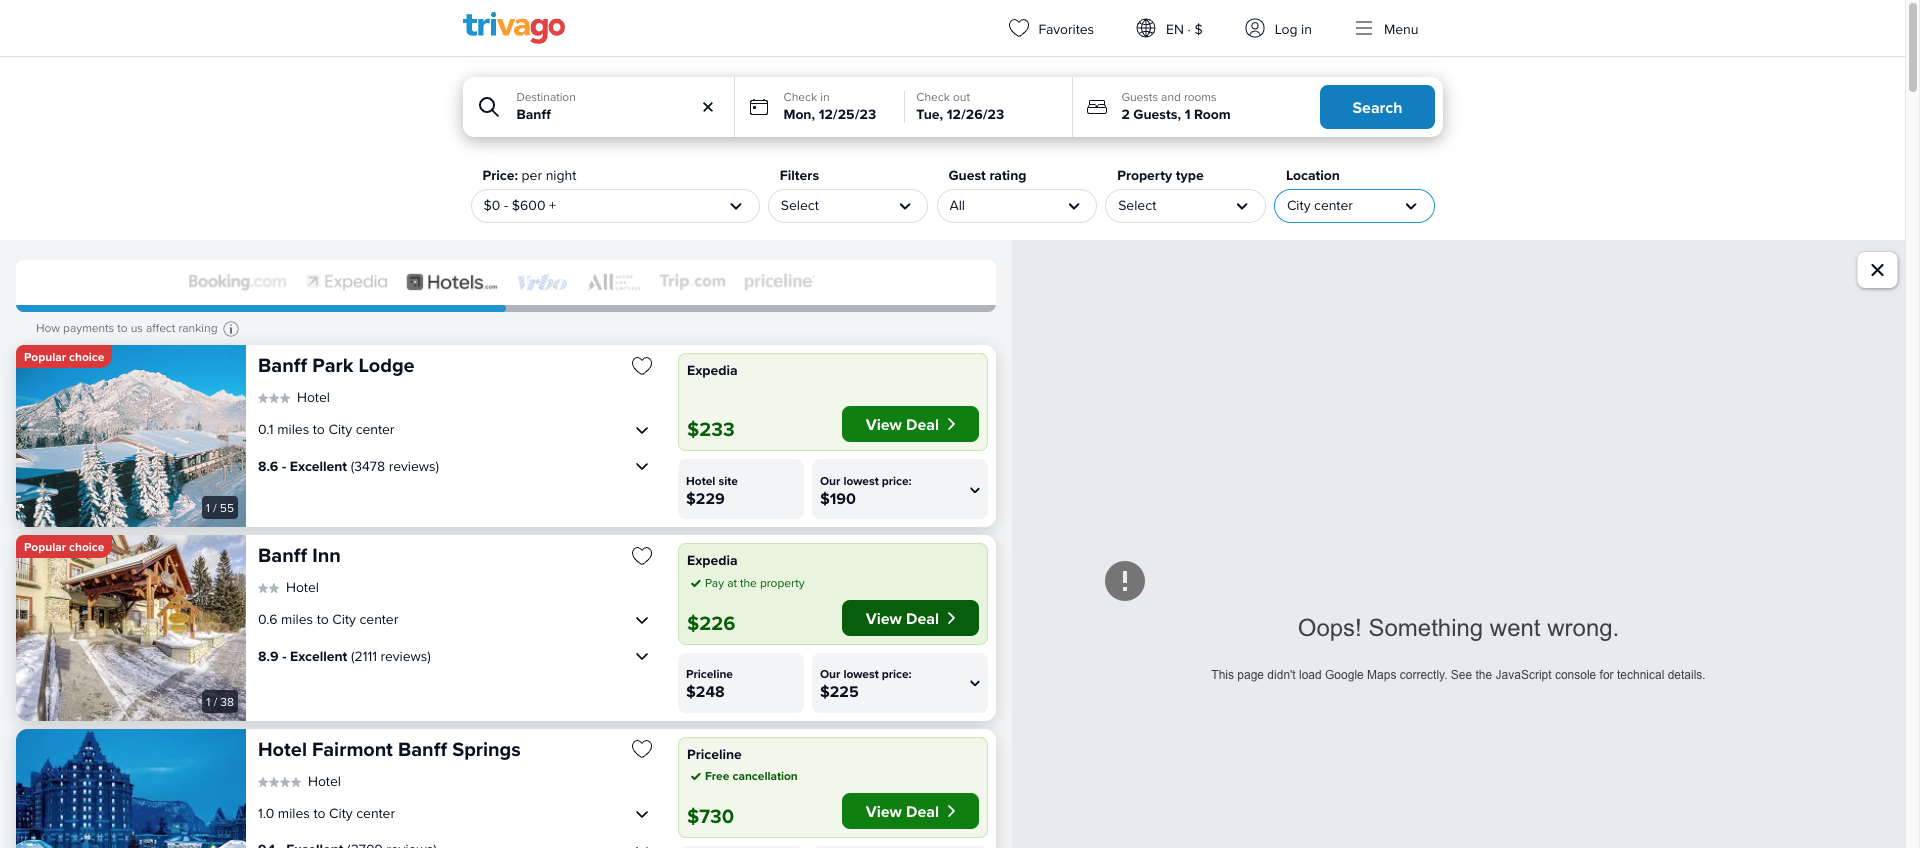 trivago
Favorites
EN · $
Log in
Menu
Destination
Banff
Check in
Mon, 12/25/23
Check out
Tue, 12/26/23
Guests and rooms
2 Guests, 1 Room
Search
Price: per night
$0 - $600 +
Filters
Select
Guest rating
All
Property type
Select
Location
City center
Booking.com
Expedia
Hotels.com
Vrbo
All
Trip.com
priceline
How payments to us affect ranking
Popular choice
1 / 55
Banff Park Lodge
Hotel
0.1 miles to City center
8.6 - Excellent (3478 reviews)
Expedia
$233
View Deal
Hotel site
$229
Our lowest price:
$190
Popular choice
1 / 38
Banff Inn
Hotel
0.6 miles to City center
8.9 - Excellent (2111 reviews)
Expedia
Pay at the property
$226
View Deal
Priceline
$248
Our lowest price:
$225
Hotel Fairmont Banff Springs
Hotel
1.0 miles to City center
Priceline
Free cancellation
$730
View Deal
Oops! Something went wrong.
This page didn't load Google Maps correctly. See the JavaScript console for technical details.